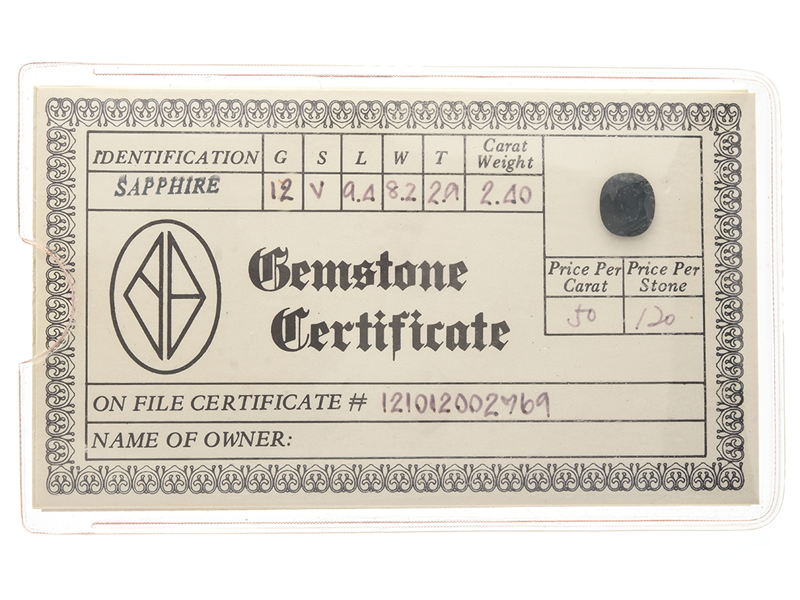 IDENTIFICATION G S L W T Carat Weight
SAPPHIRE 12 V 9.4 8.2 2.9 2.40
Gemstone
Certificate
Price Per Carat Price Per Stone
50 120
ON FILE CERTIFICATE # 121012002769
NAME OF OWNER: